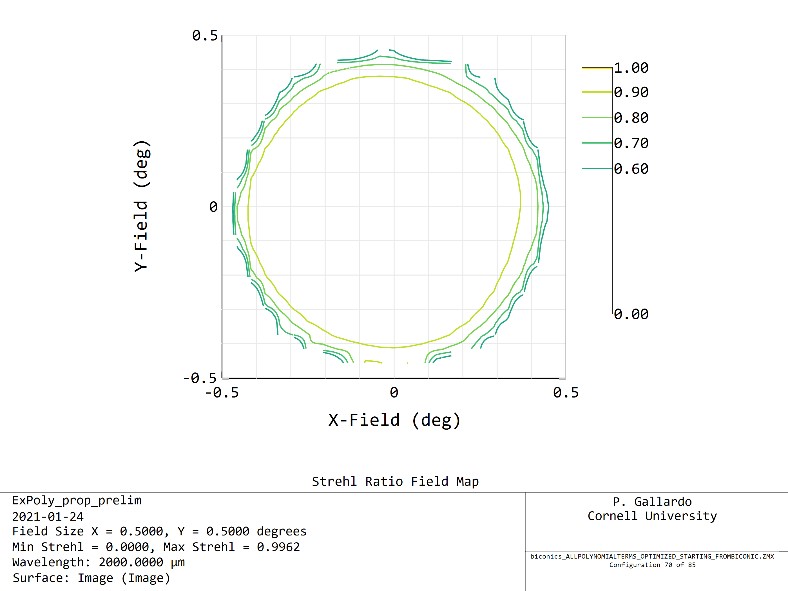 0.5
0
-0.5
-0.5
0
0.5
Y-Field (deg)
X-Field (deg)
1.00
0.90
0.80
0.70
0.60
0.00
Strehl Ratio Field Map
ExPoly_prop_prelim
2021-01-24
Field Size X = 0.5000, Y = 0.5000 degrees
Min Strehl = 0.0000, Max Strehl = 0.9962
Wavelength: 2000.0000 µm
Surface: Image (Image)
P. Gallardo
Cornell University
biconics_ALLPOLYNOMIALTERMS_OPTIMIZED_STARTING_FROMBICONIC.ZMX
Configuration 70 of 85